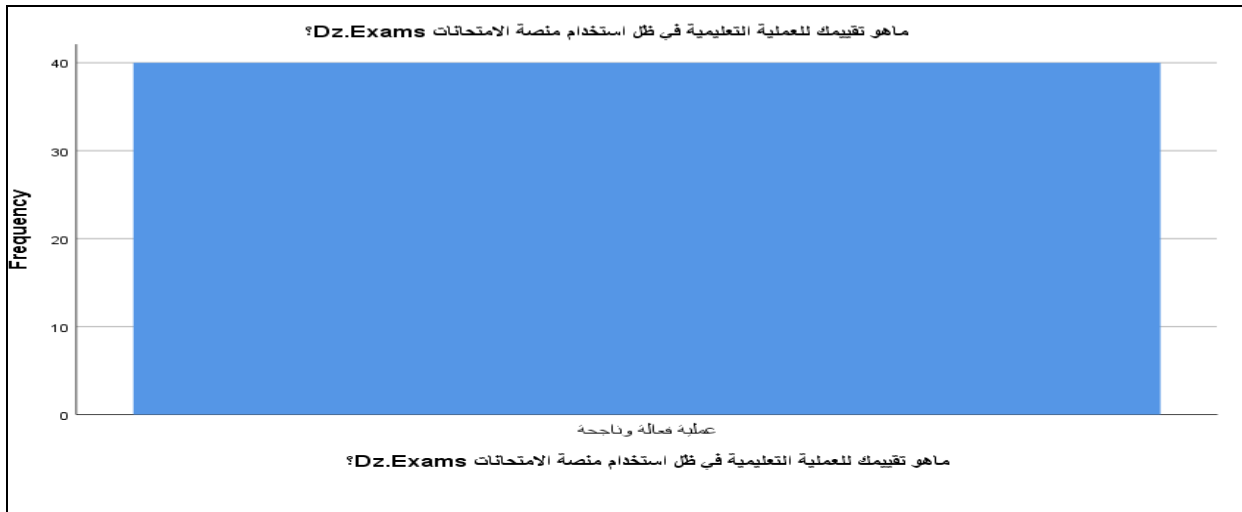 ماهو تقييمك للعملية التعليمية في ظل استخدام منصة الامتحانات Dz.Exams؟
40
30
20
10
0
Frequency
عملية فعالة وناجحة
ماهو تقييمك للعملية التعليمية في ظل استخدام منصة الامتحانات Dz.Exams؟